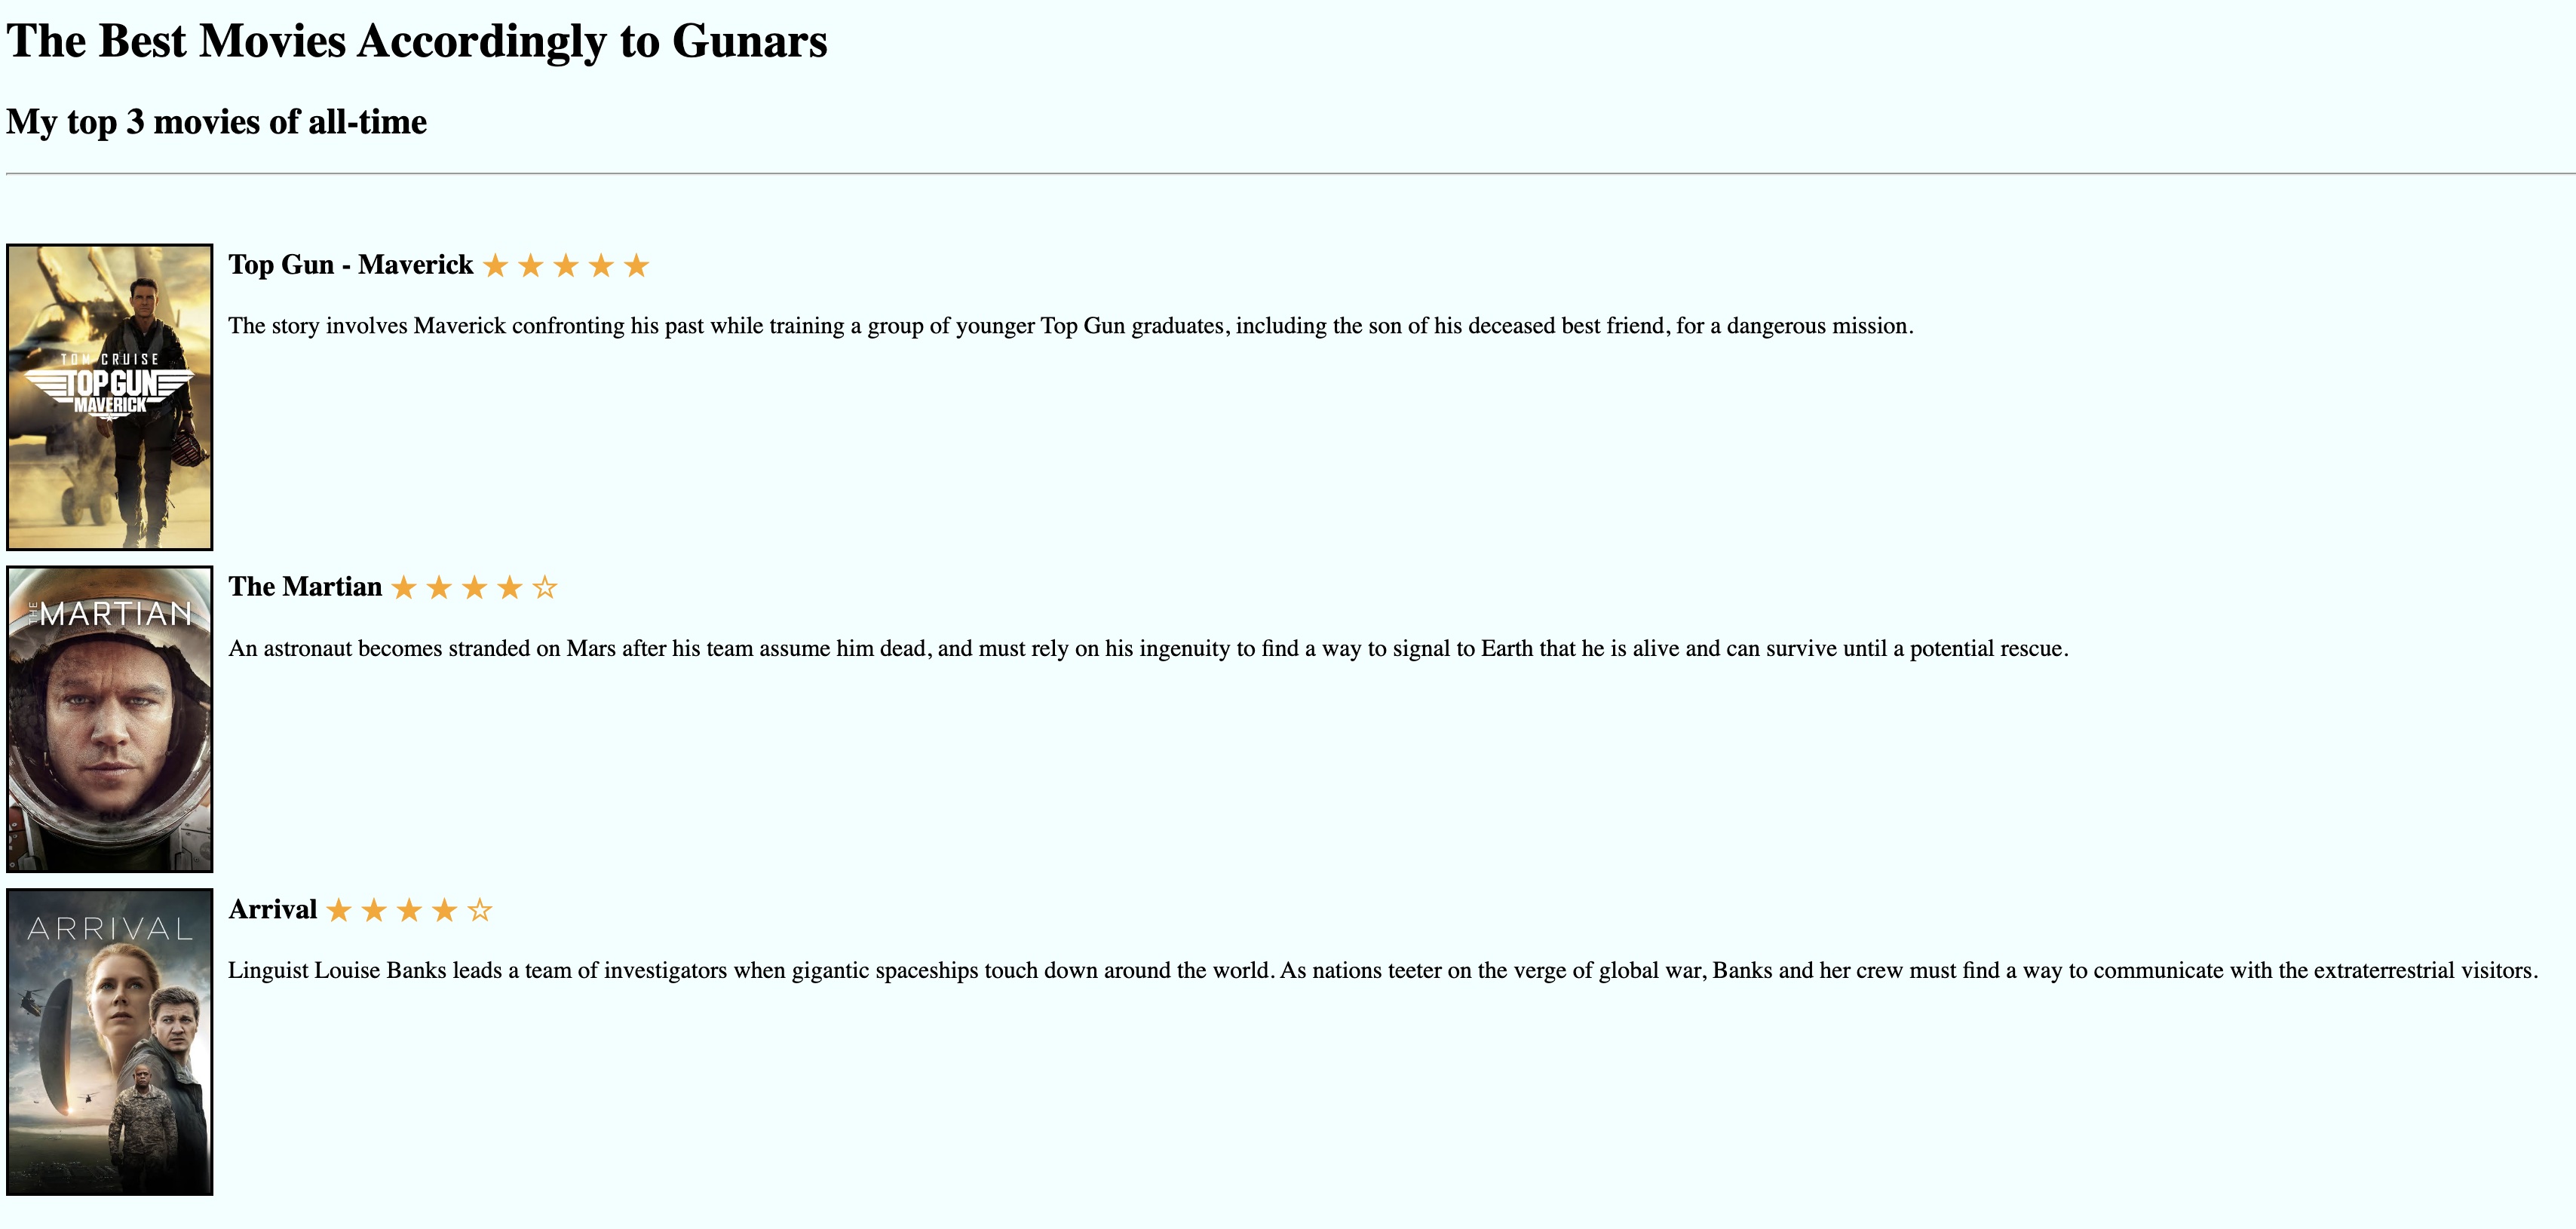 The Best Movies Accordingly to Gunars
My top 3 movies of all-time
Top Gun - Maverick ★ ★ ★ ★ ★
The story involves Maverick confronting his past while training a group of younger Top Gun graduates, including the son of his deceased best friend, for a dangerous mission.
TOM CRUISE
TOP GUN
MAVERICK
The Martian ★ ★ ★ ★ ☆
THE MARTIAN
An astronaut becomes stranded on Mars after his team assume him dead, and must rely on his ingenuity to find a way to signal to Earth that he is alive and can survive until a potential rescue.
Arrival ★ ★ ★ ★ ☆
ARRIVAL
Linguist Louise Banks leads a team of investigators when gigantic spaceships touch down around the world. As nations teeter on the verge of global war, Banks and her crew must find a way to communicate with the extraterrestrial visitors.